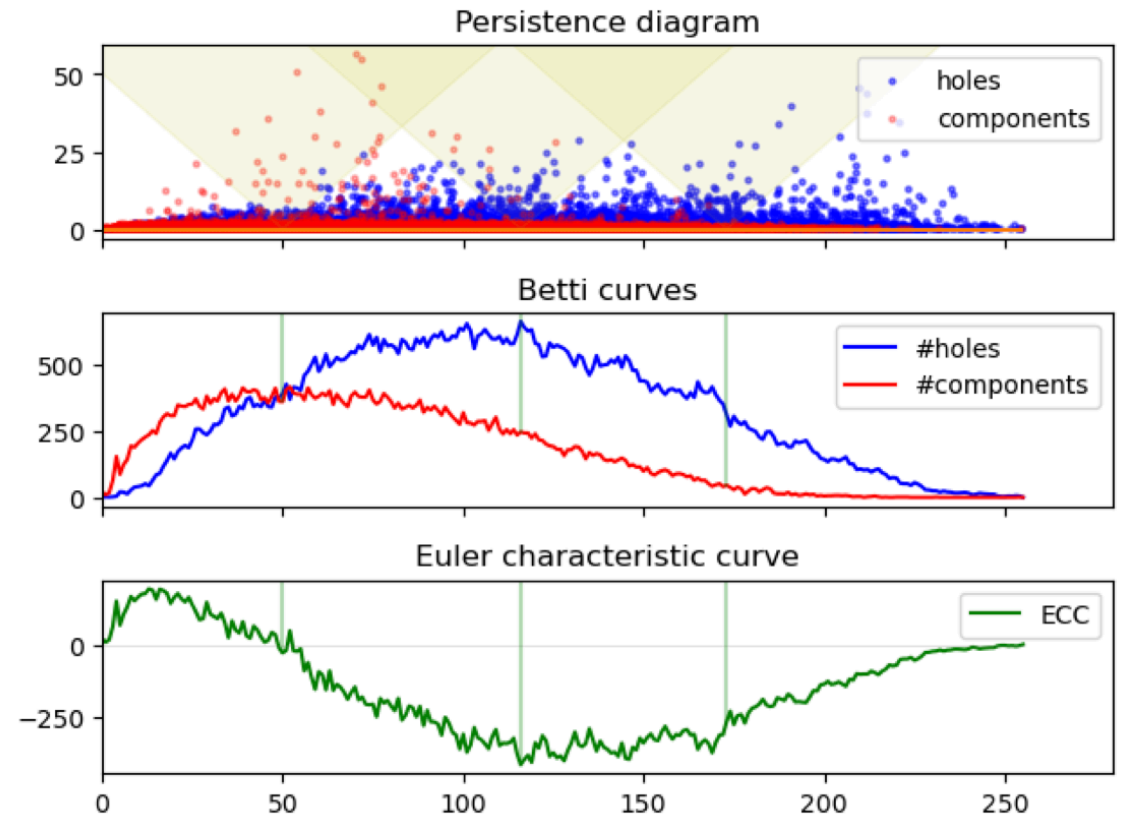 Persistence diagram
50
25
0
holes
components
Betti curves
500
250
0
#holes
#components
Euler characteristic curve
0
−250
ECC
0 50 100 150 200 250